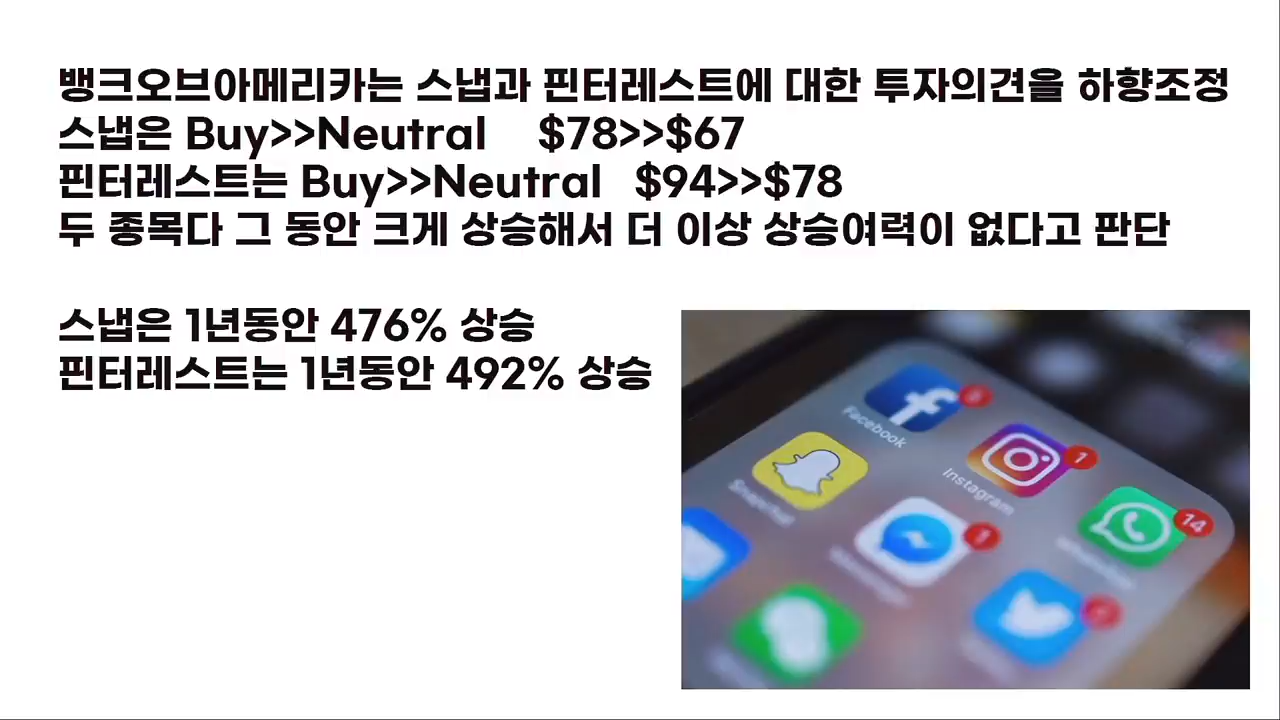 뱅크오브아메리카는 스냅과 핀터레스트에 대한 투자의견을 하향조정
스냅은 Buy>>Neutral $78>>$67
핀터레스트는 Buy>>Neutral $94>>$78
두 종목다 그 동안 크게 상승해서 더 이상 상승여력이 없다고 판단
스냅은 1년동안 476% 상승
핀터레스트는 1년동안 492% 상승
Facebook
Instagram
1
Snapchat
14
1